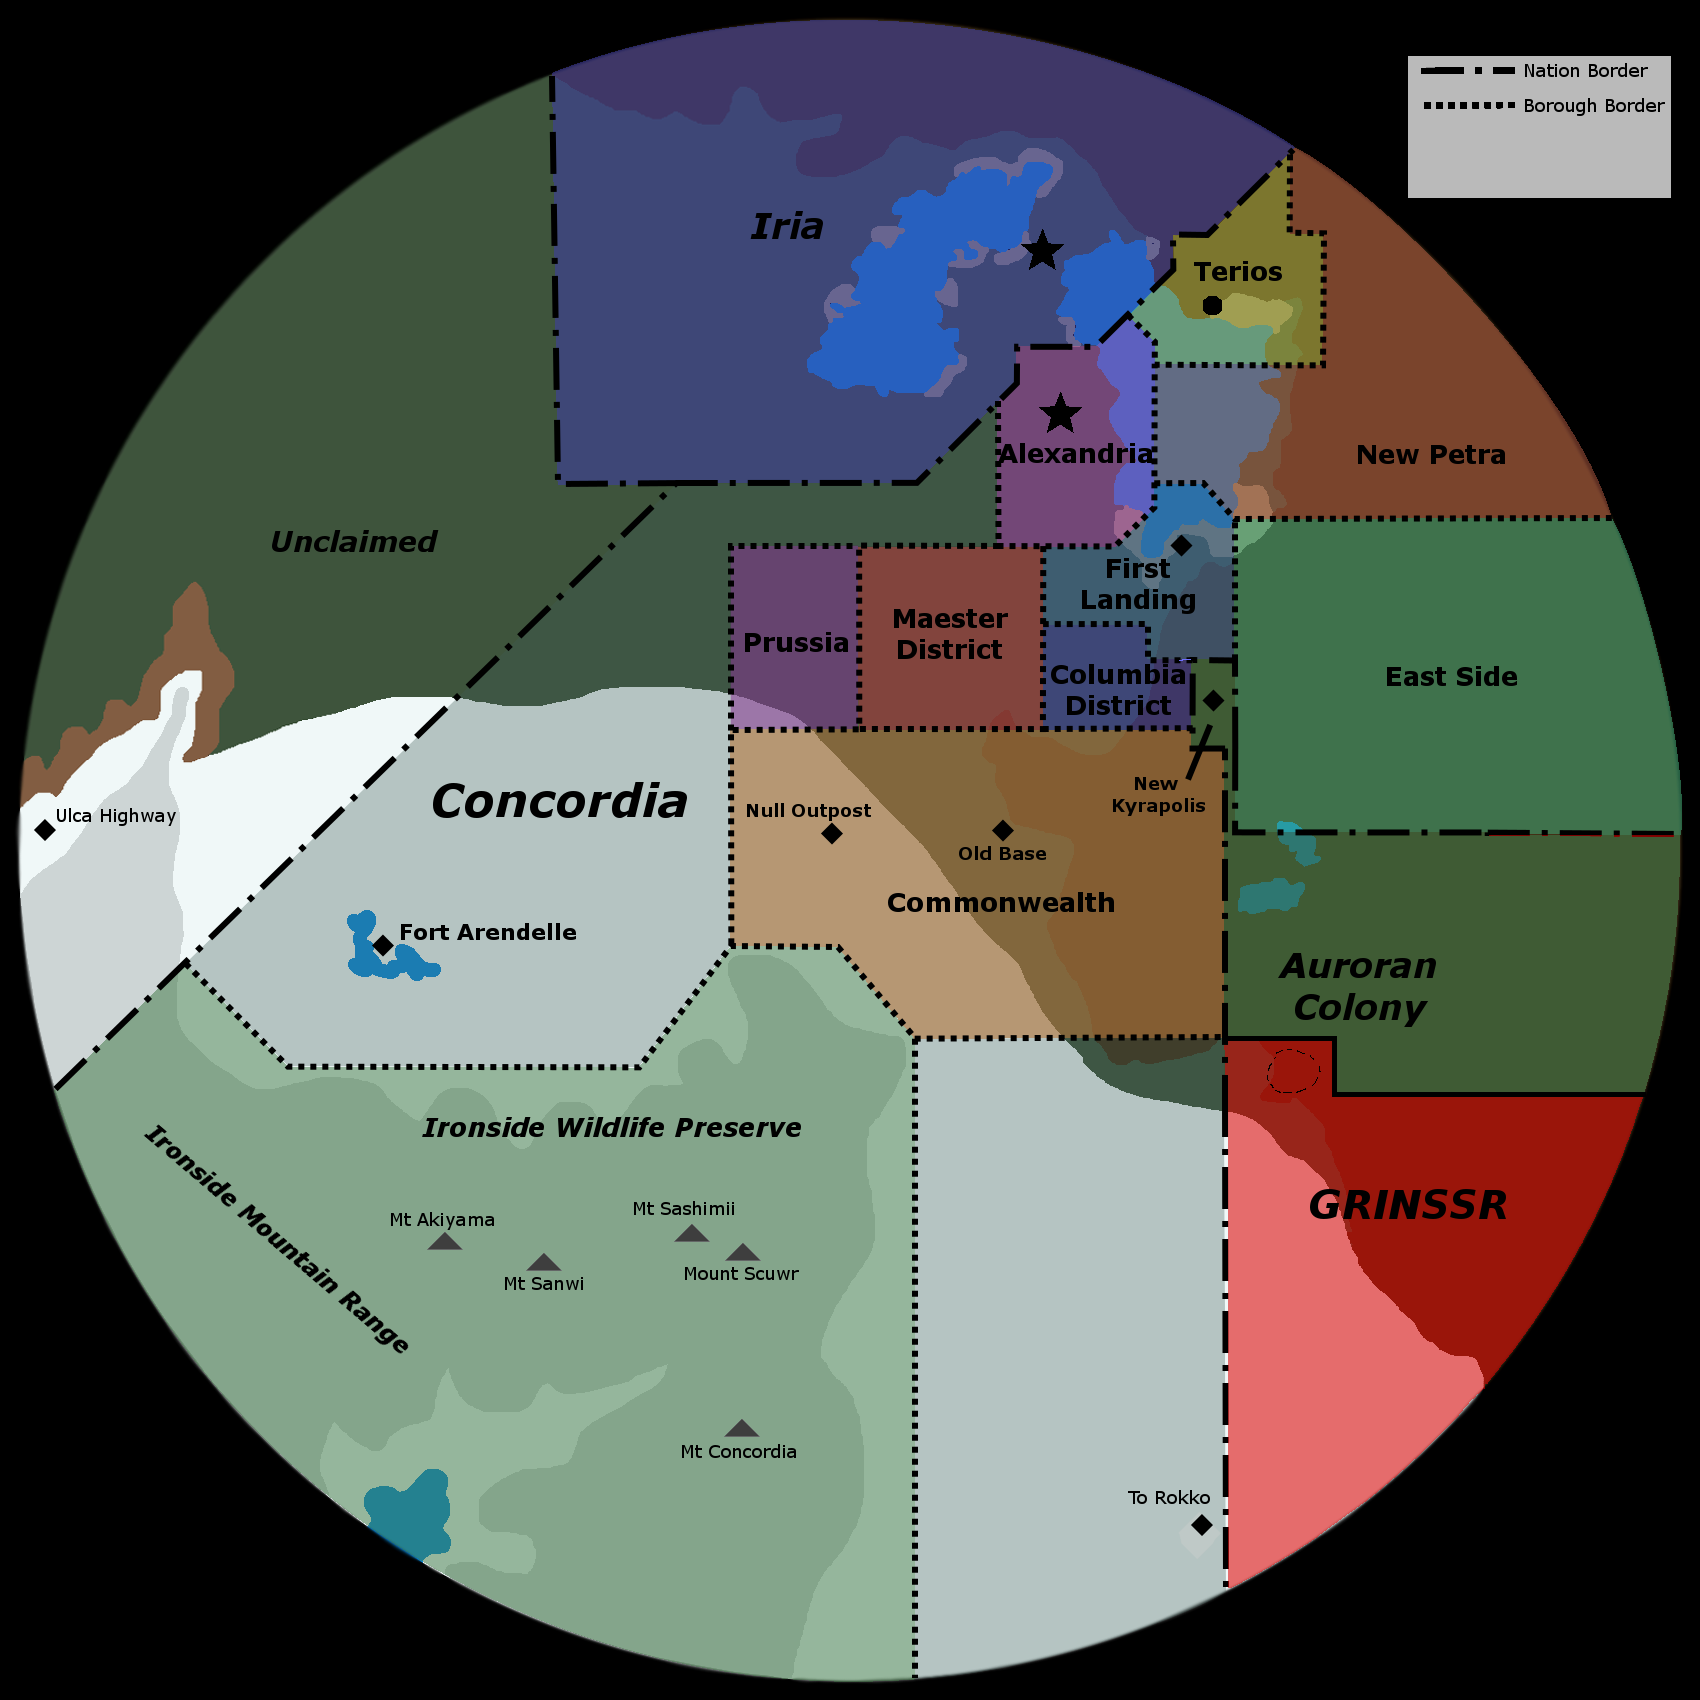 Nation Border
Borough Border
Iria
Terios
Alexandria
New Petra
Unclaimed
First
Landing
Prussia
Maester
District
Columbia
District
East Side
Concordia
Ulca Highway
New
Kyrapolis
Null Outpost
Old Base
Commonwealth
Fort Arendelle
Auroran
Colony
Ironside Wildlife Preserve
Ironside Mountain Range
GRINSSR
Mt Akiyama
Mt Sashimii
Mt Sanwi
Mount Scuwr
Mt Concordia
To Rokko